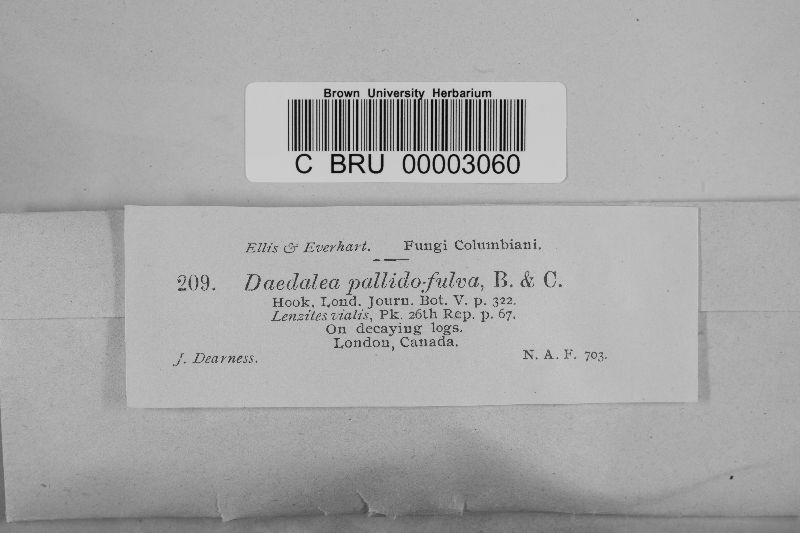 Brown University Herbarium
C BRU 00003060
Ellis & Everhart. Fungi Columbiani.
209. Daedalea pallido-fulva, B. & C.
Hook, Lond. Journ. Bot. V. p. 322.
Lenzites vialis, Pk. 26th Rep. p. 67.
On decaying logs.
London, Canada.
J. Dearness. N. A. F. 703.